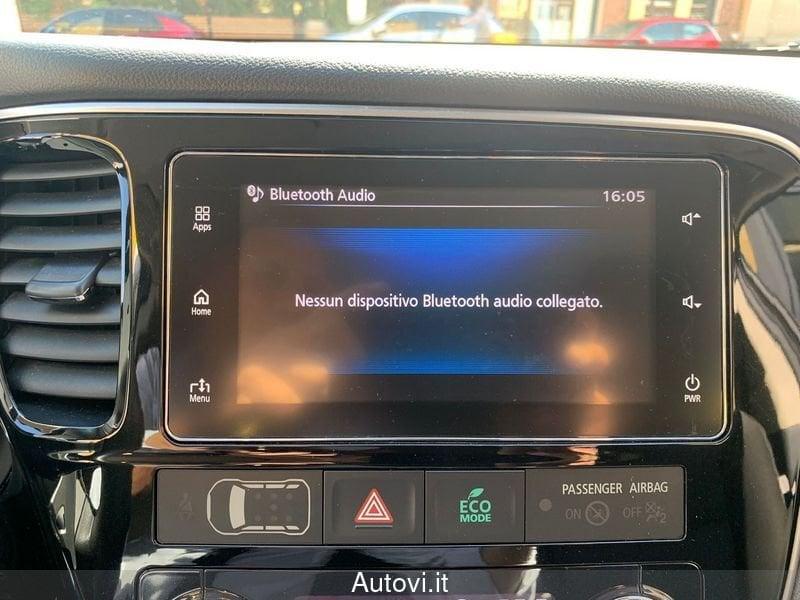 Bluetooth Audio 16:05
Apps
Nessun dispositivo Bluetooth audio collegato.
Home
Menu
PWR
ECO
MODE
PASSENGER AIRBAG
ON OFF 2
Autovi.it